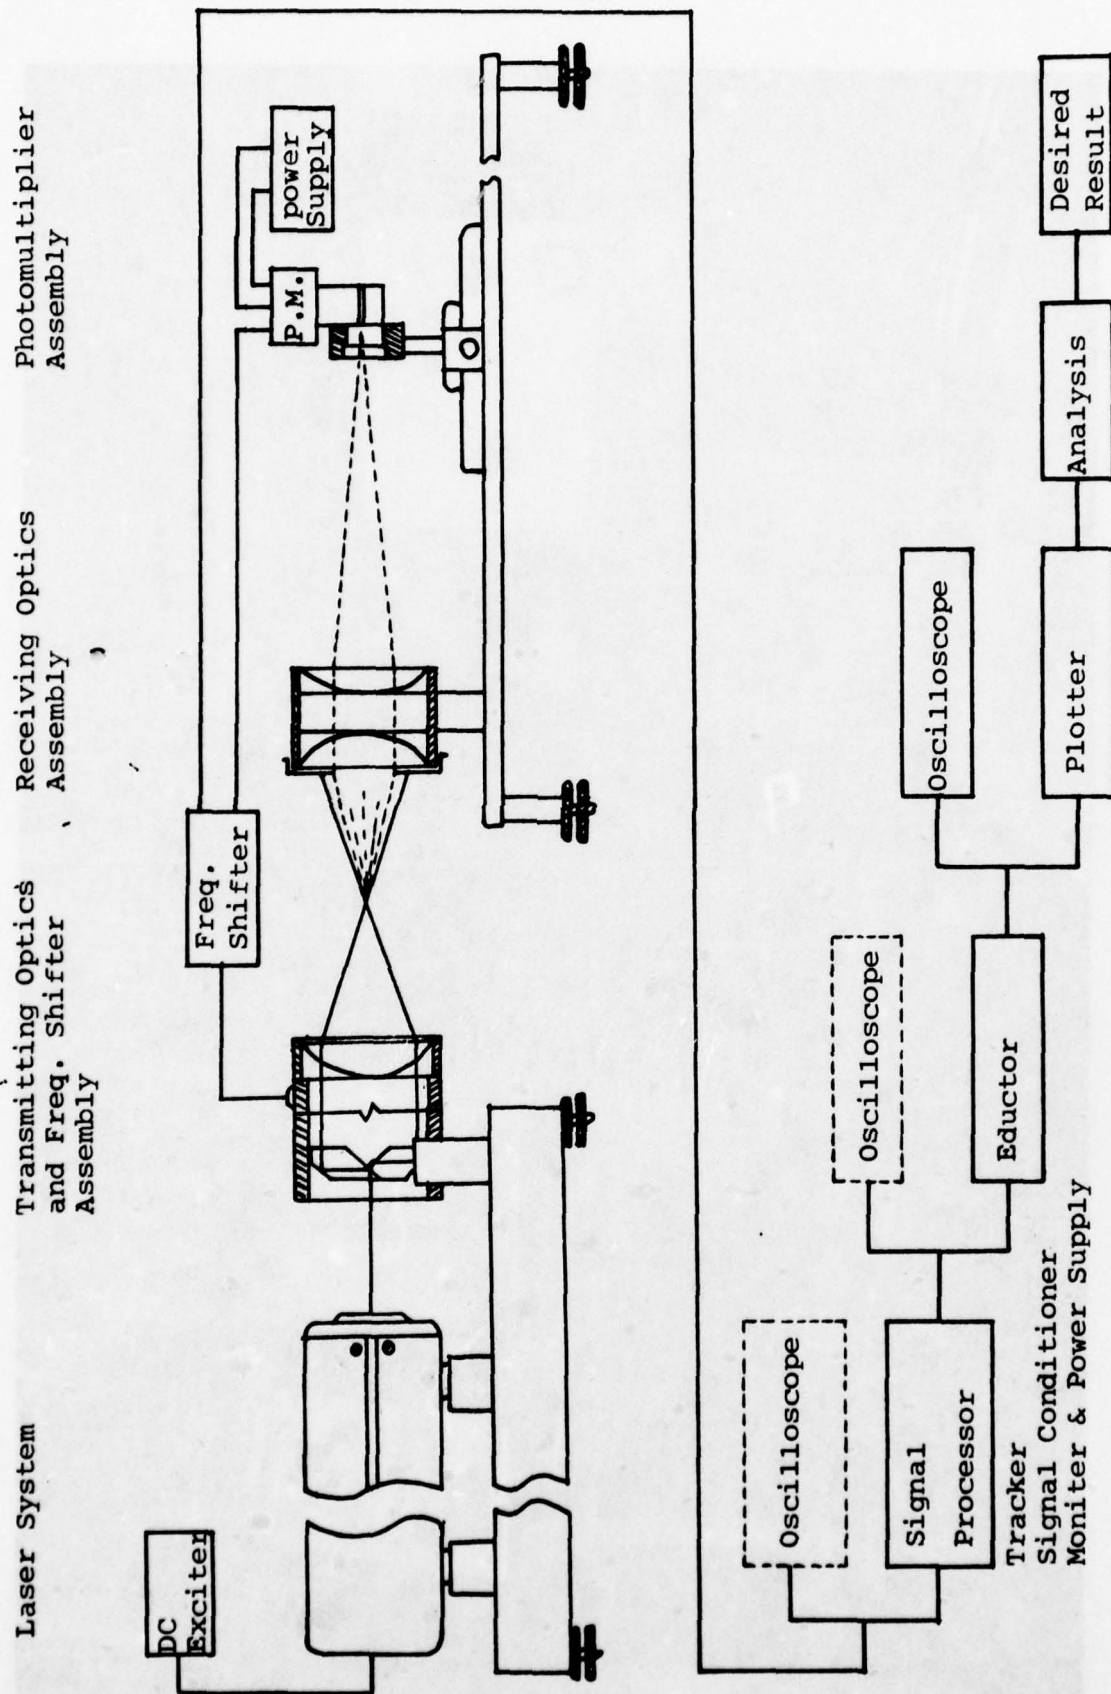 Laser System
Transmitting Optics
and Freq. Shifter
Assembly
Receiving Optics
Assembly
Photomultiplier
Assembly
DC
Exciter
Freq.
Shifter
P.M.
power
Supply
Oscilloscope
Signal
Processor
Tracker
Signal Conditioner
Moniter & Power Supply
Oscilloscope
Eductor
Oscilloscope
Plotter
Analysis
Desired
Result